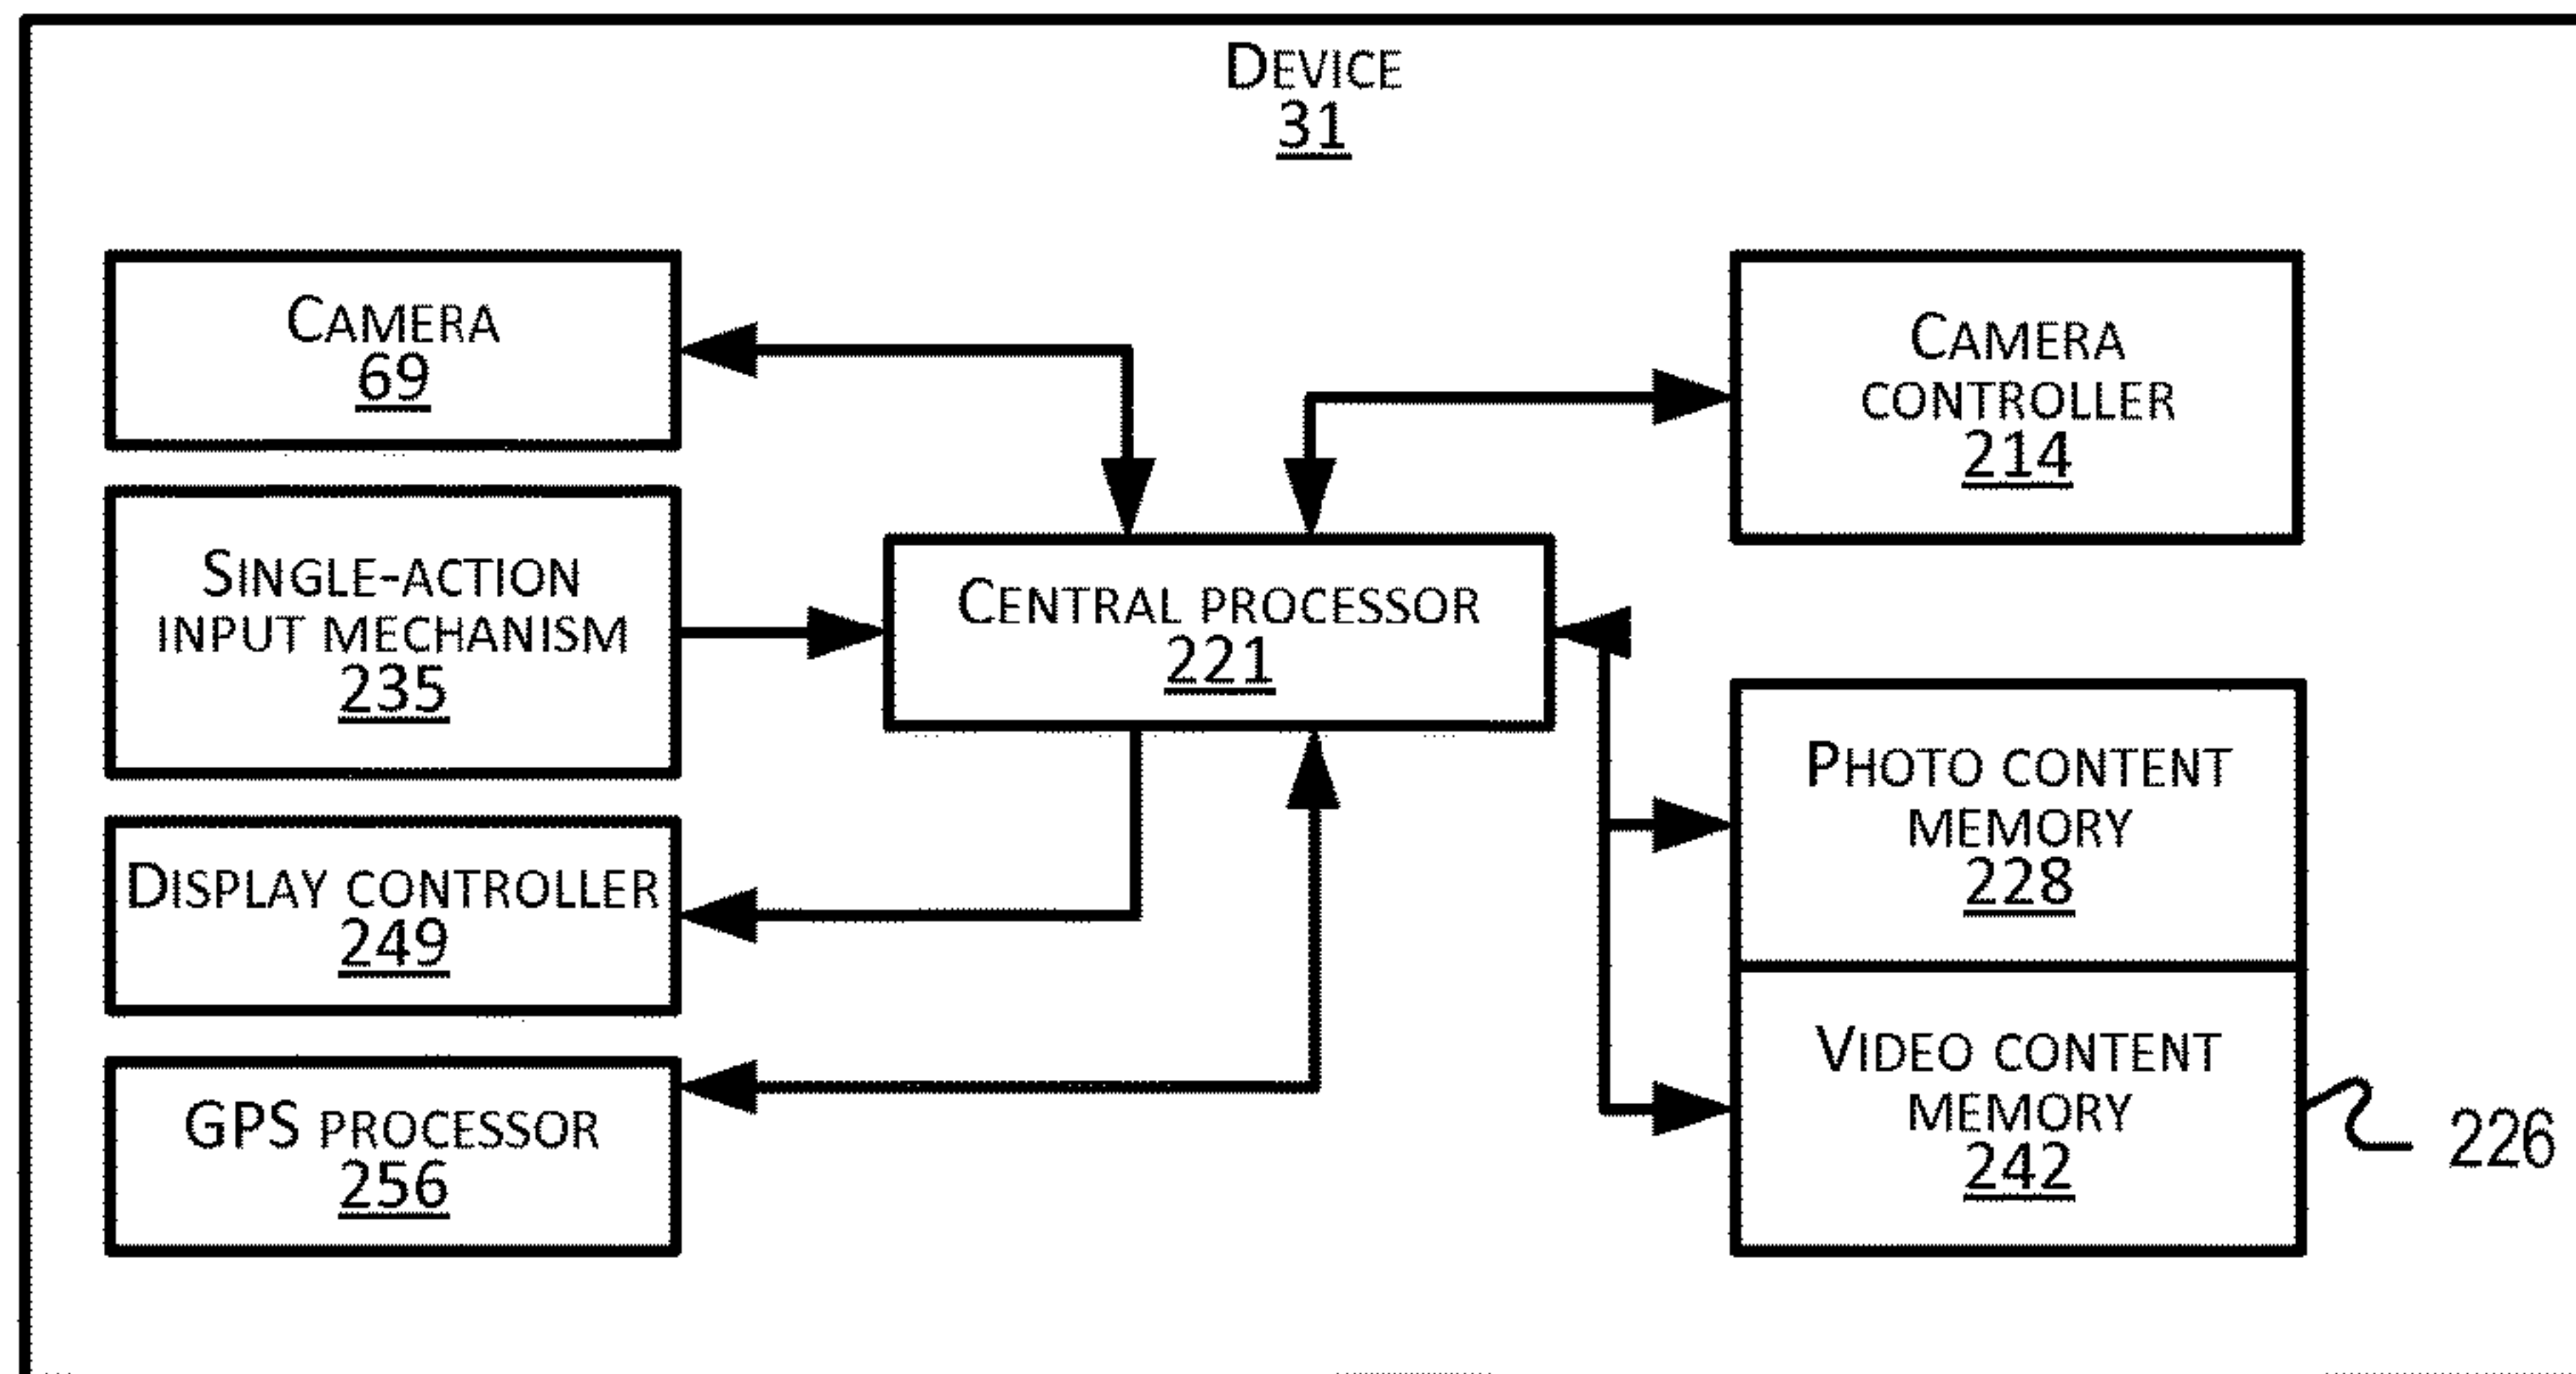 DEVICE
31
CAMERA
69
CAMERA
CONTROLLER
214
SINGLE-ACTION
INPUT MECHANISM
235
CENTRAL PROCESSOR
221
PHOTO CONTENT
MEMORY
228
DISPLAY CONTROLLER
249
VIDEO CONTENT
MEMORY
242
226
GPS PROCESSOR
256